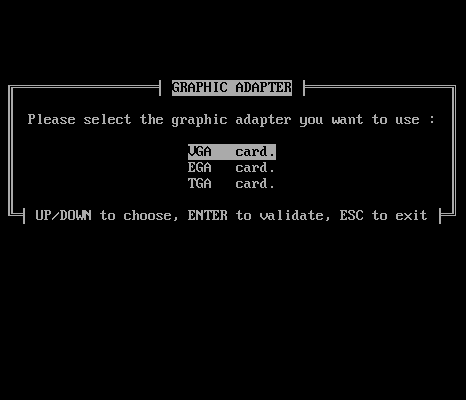 GRAPHIC ADAPTER
Please select the graphic adapter you want to use :
VGA   card.
EGA   card.
TGA   card.
UP/DOWN to choose, ENTER to validate, ESC to exit